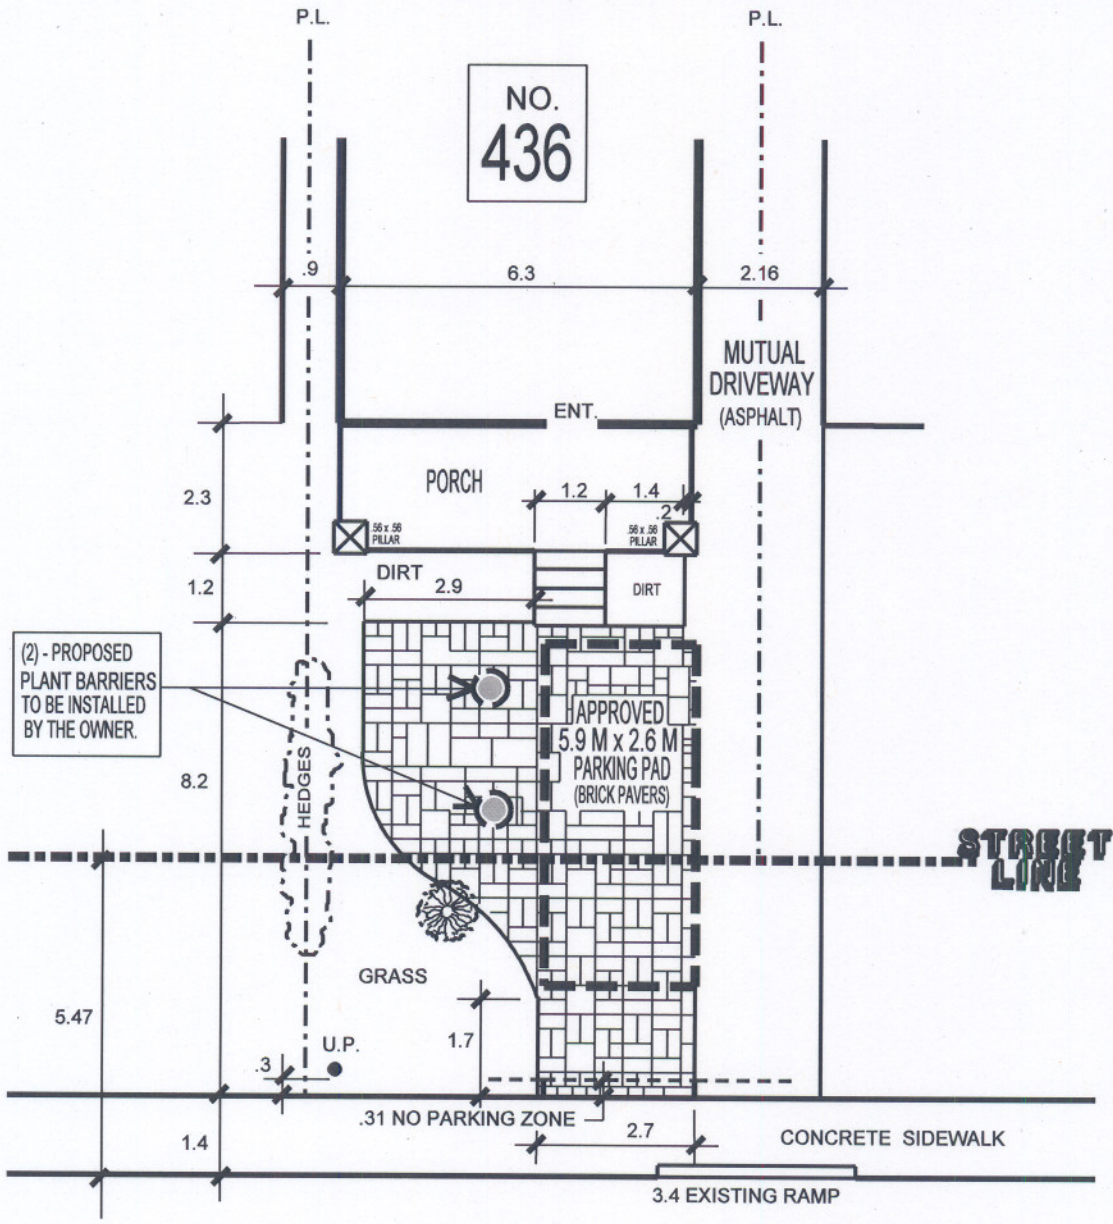 P.L.
P.L.
NO.
436
.9
6.3
2.16
MUTUAL
DRIVEWAY
(ASPHALT)
ENT.
PORCH
2.3
1.2
1.4
.2
.56 x .56
PILLAR
.56 x .56
PILLAR
DIRT
2.9
DIRT
1.2
(2) - PROPOSED
PLANT BARRIERS
TO BE INSTALLED
BY THE OWNER.
APPROVED
5.9 M x 2.6 M
PARKING PAD
(BRICK PAVERS)
HEDGES
8.2
STREET
LINE
GRASS
5.47
1.7
U.P.
.3
.31 NO PARKING ZONE
1.4
2.7
CONCRETE SIDEWALK
3.4 EXISTING RAMP